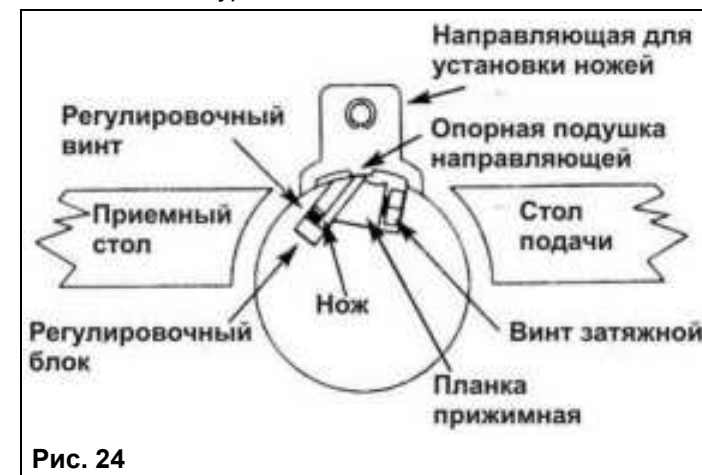 Направляющая для
установки ножей
Регулировочный
винт
Опорная подушка
направляющей
Приемный
стол
Стол
подачи
Нож
Регулировочный
блок
Винт затяжной
Планка
прижимная
Рис. 24